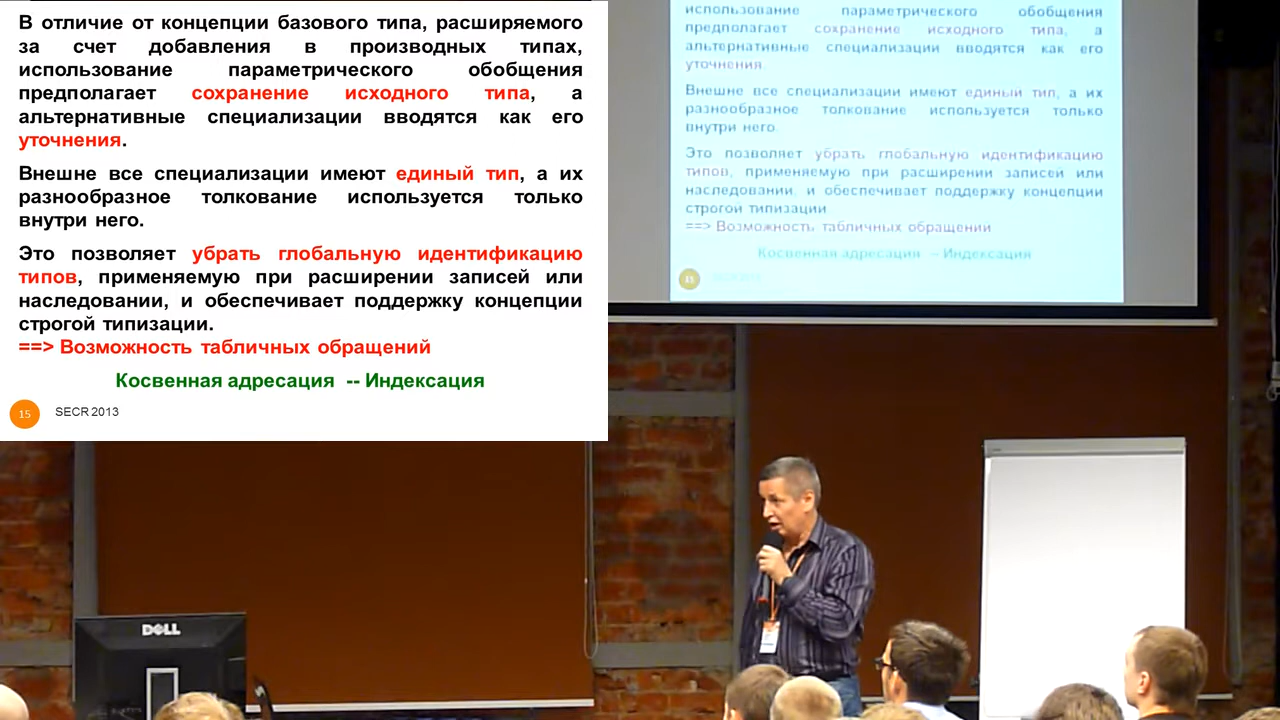 В отличие от концепции базового типа, расширяемого
за счет добавления в производных типах,
использование параметрического обобщения
предполагает сохранение исходного типа, а
альтернативные специализации вводятся как его
уточнения.
Внешне все специализации имеют единый тип, а их
разнообразное толкование используется только
внутри него.
Это позволяет убрать глобальную идентификацию
типов, применяемую при расширении записей или
наследовании, и обеспечивает поддержку концепции
строгой типизации.
==> Возможность табличных обращений
Косвенная адресация -- Индексация
15 SECR 2013
использование параметрического обобщения
предполагает сохранение исходного типа, а
альтернативные специализации вводятся как его
уточнения.
Внешне все специализации имеют единый тип, а их
разнообразное толкование используется только
внутри него.
Это позволяет убрать глобальную идентификацию
типов, применяемую при расширении записей или
наследовании, и обеспечивает поддержку концепции
строгой типизации.
==> Возможность табличных обращений
Косвенная адресация -- Индексация
15
DELL